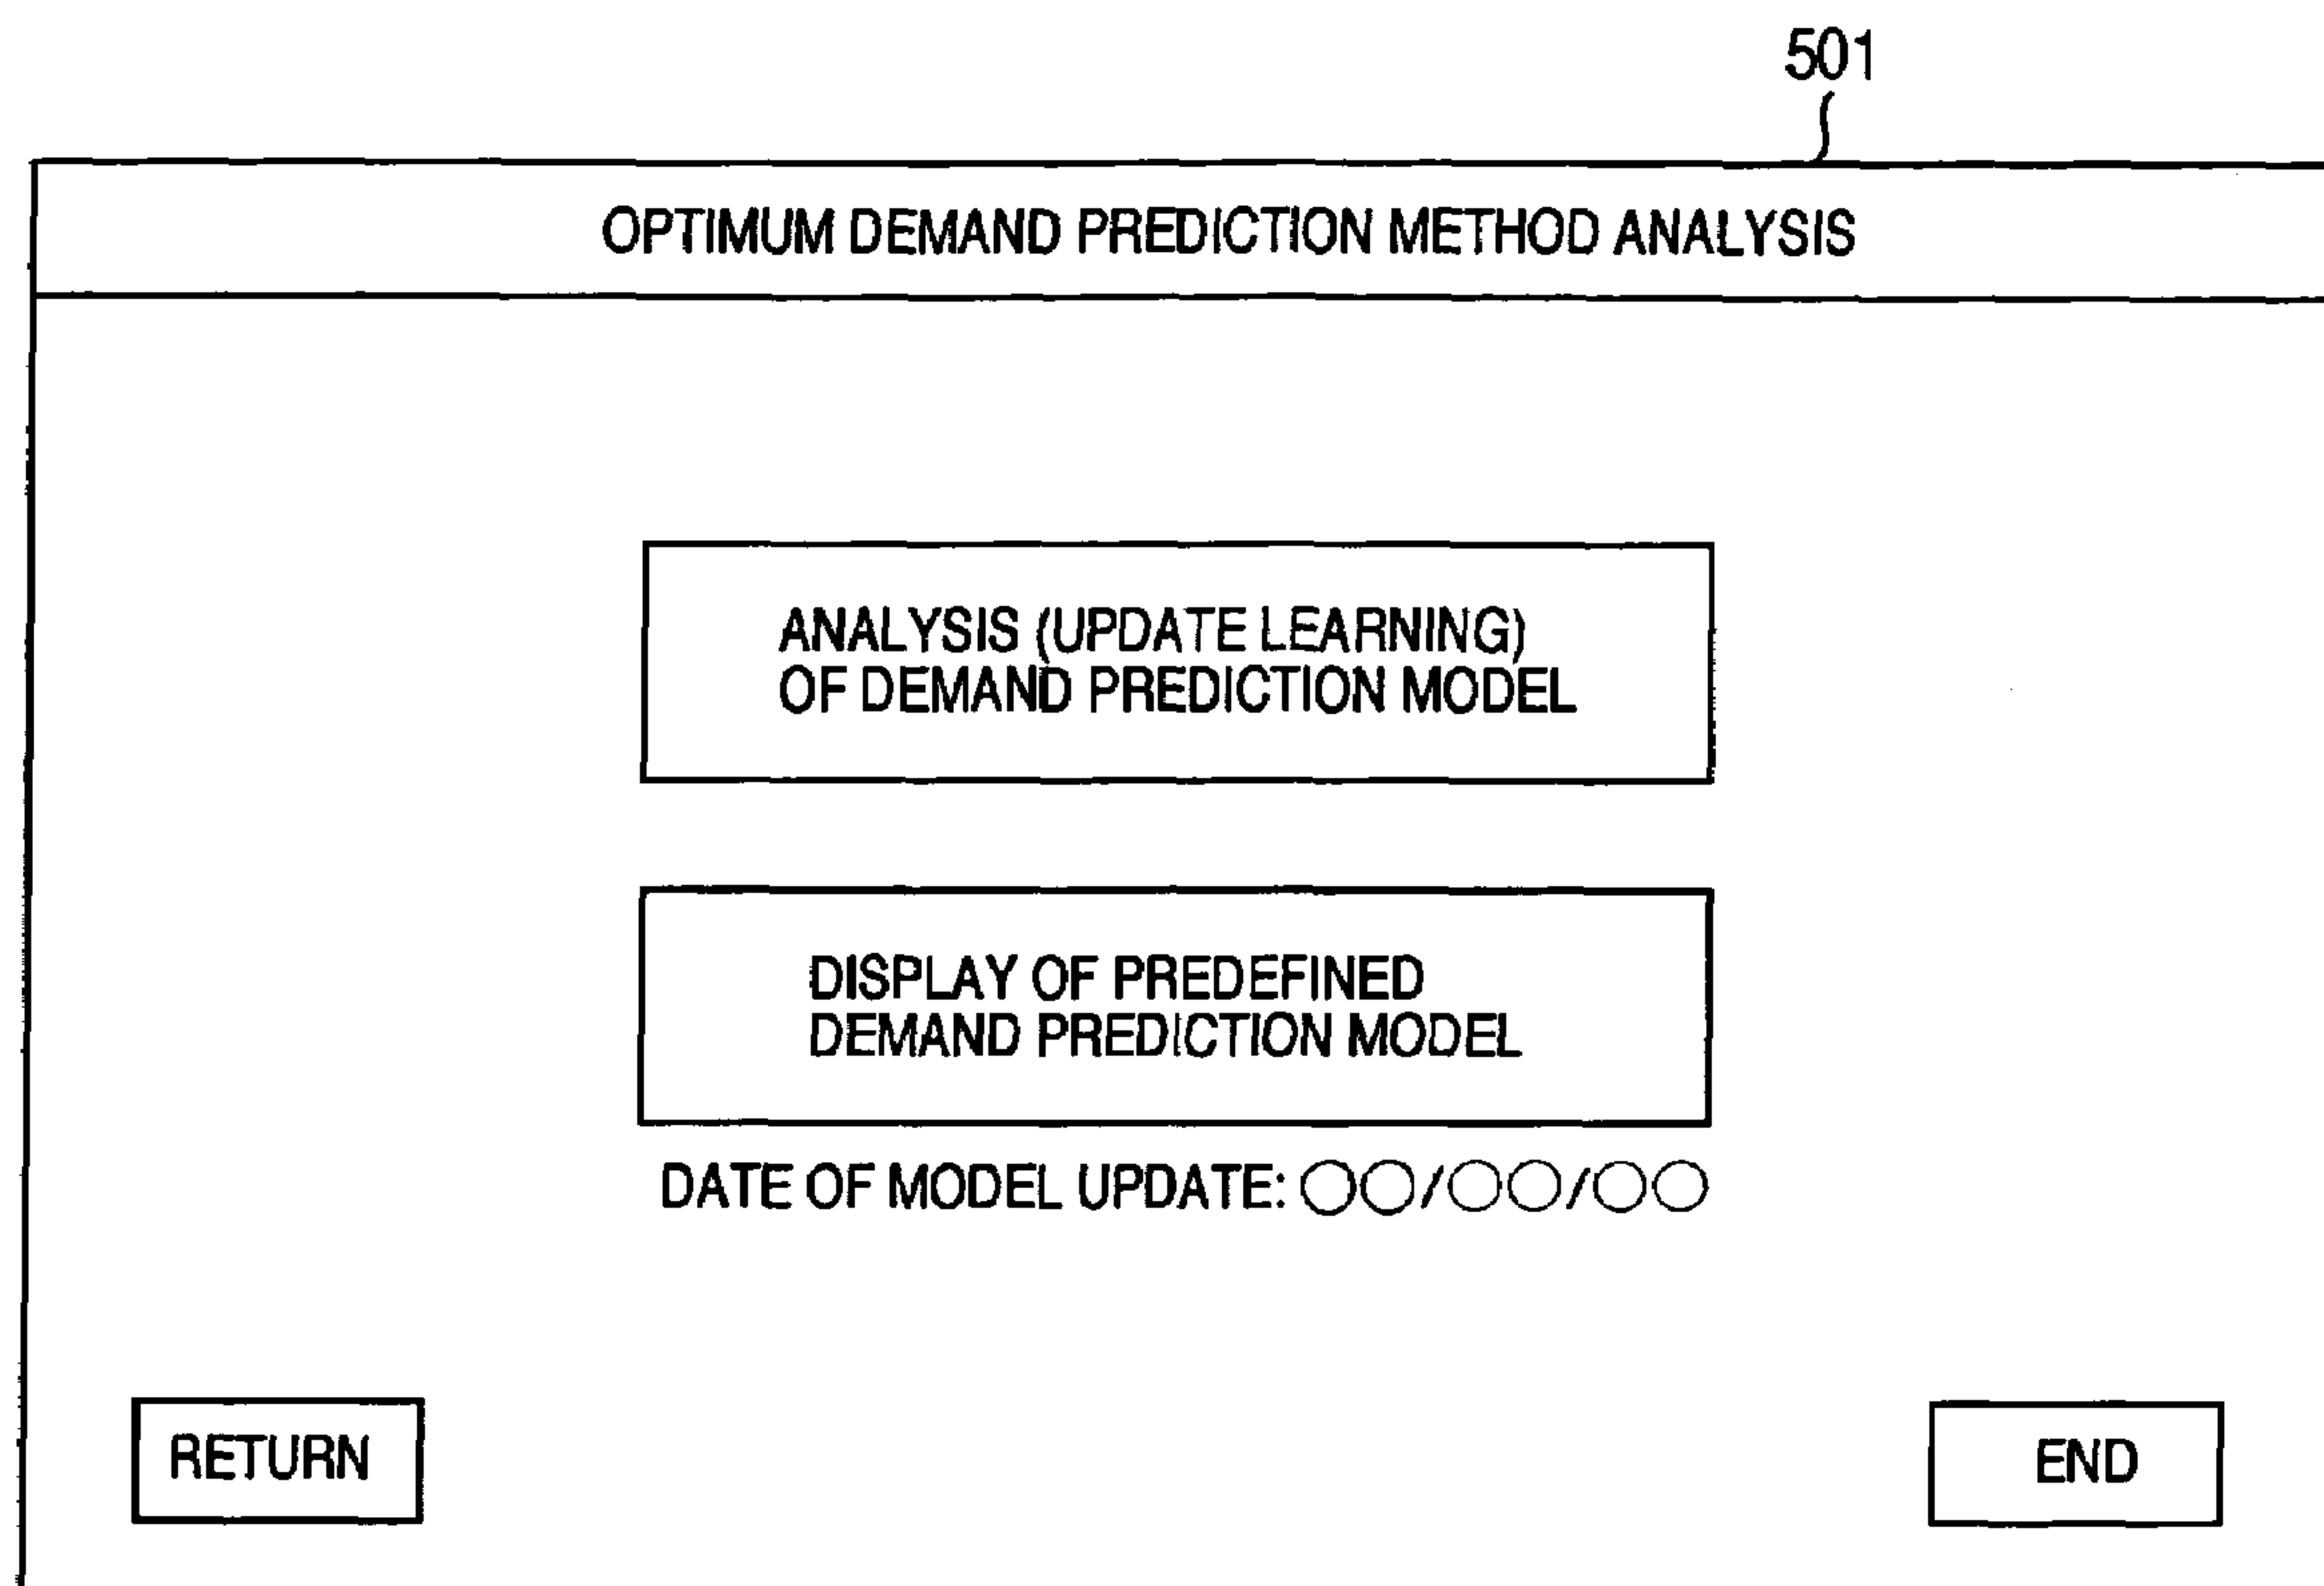 501
OPTIMUM DEMAND PREDICTION METHOD ANALYSIS
ANALYSIS (UPDATE LEARNING)
OF DEMAND PREDICTION MODEL
DISPLAY OF PREDEFINED
DEMAND PREDICTION MODEL
DATE OF MODEL UPDATE: ○○/○○/○○
RETURN
END